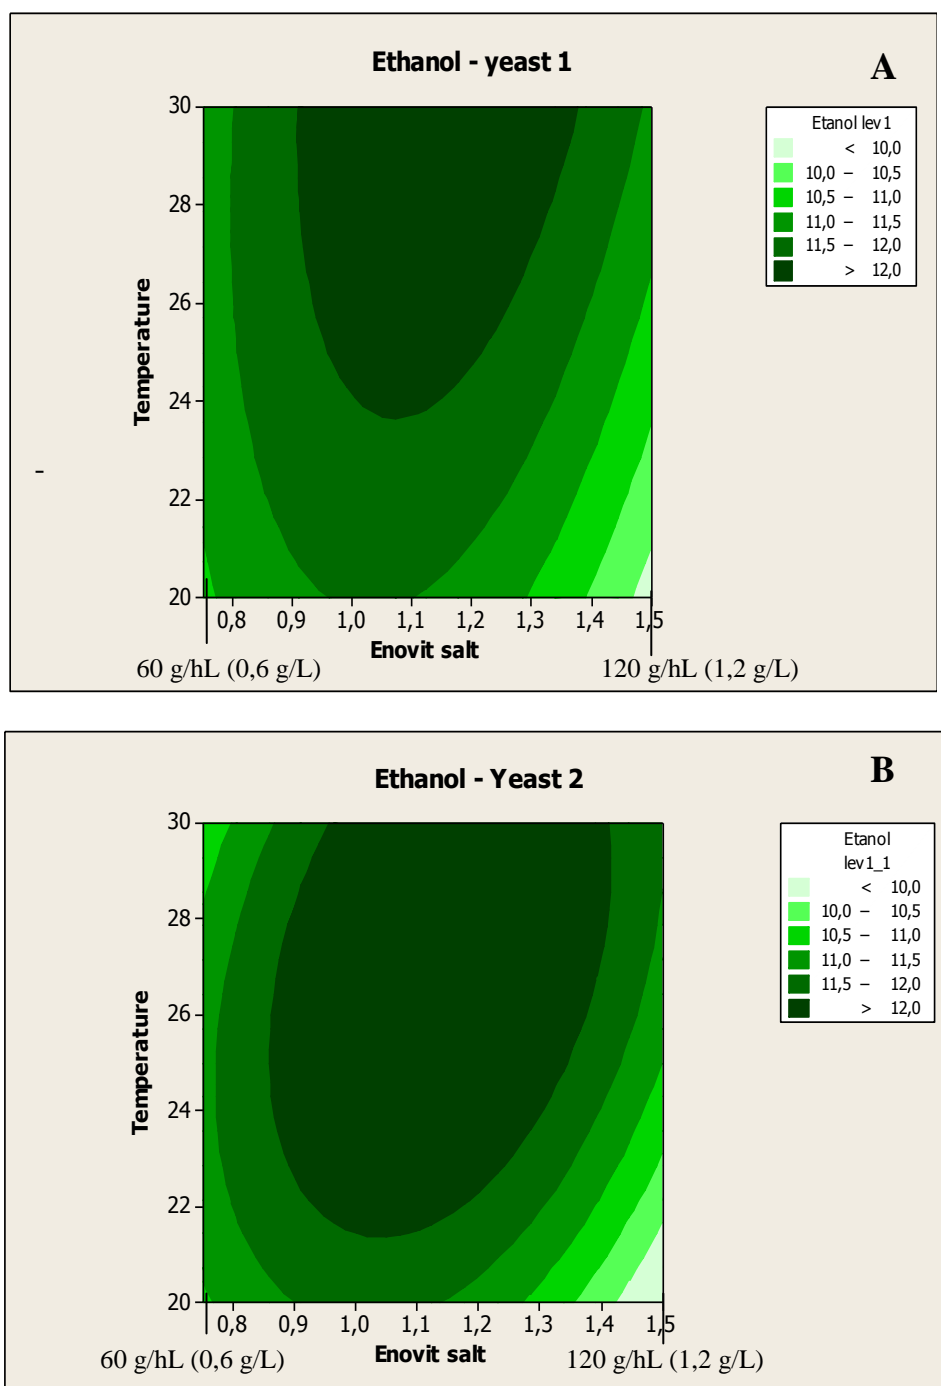 Ethanol - yeast 1
A
Etanol lev1
< 10,0
10,0 – 10,5
10,5 – 11,0
11,0 – 11,5
11,5 – 12,0
> 12,0
Temperature
30
28
26
24
22
20
0,8 0,9 1,0 1,1 1,2 1,3 1,4 1,5
Enovit salt
60 g/hL (0,6 g/L) 120 g/hL (1,2 g/L)
-
Ethanol - Yeast 2
B
Etanol
lev1_1
< 10,0
10,0 – 10,5
10,5 – 11,0
11,0 – 11,5
11,5 – 12,0
> 12,0
Temperature
30
28
26
24
22
20
0,8 0,9 1,0 1,1 1,2 1,3 1,4 1,5
Enovit salt
60 g/hL (0,6 g/L) 120 g/hL (1,2 g/L)